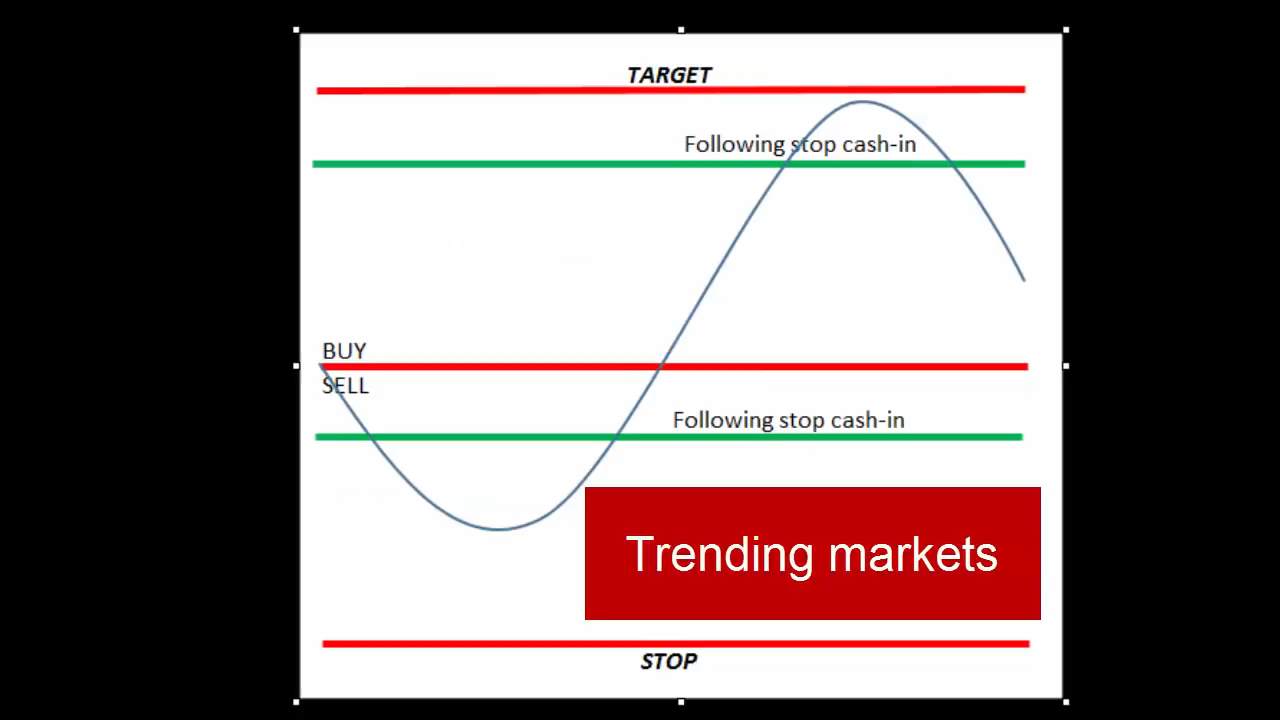 TARGET
Following stop cash-in
BUY
SELL
Following stop cash-in
Trending markets
STOP